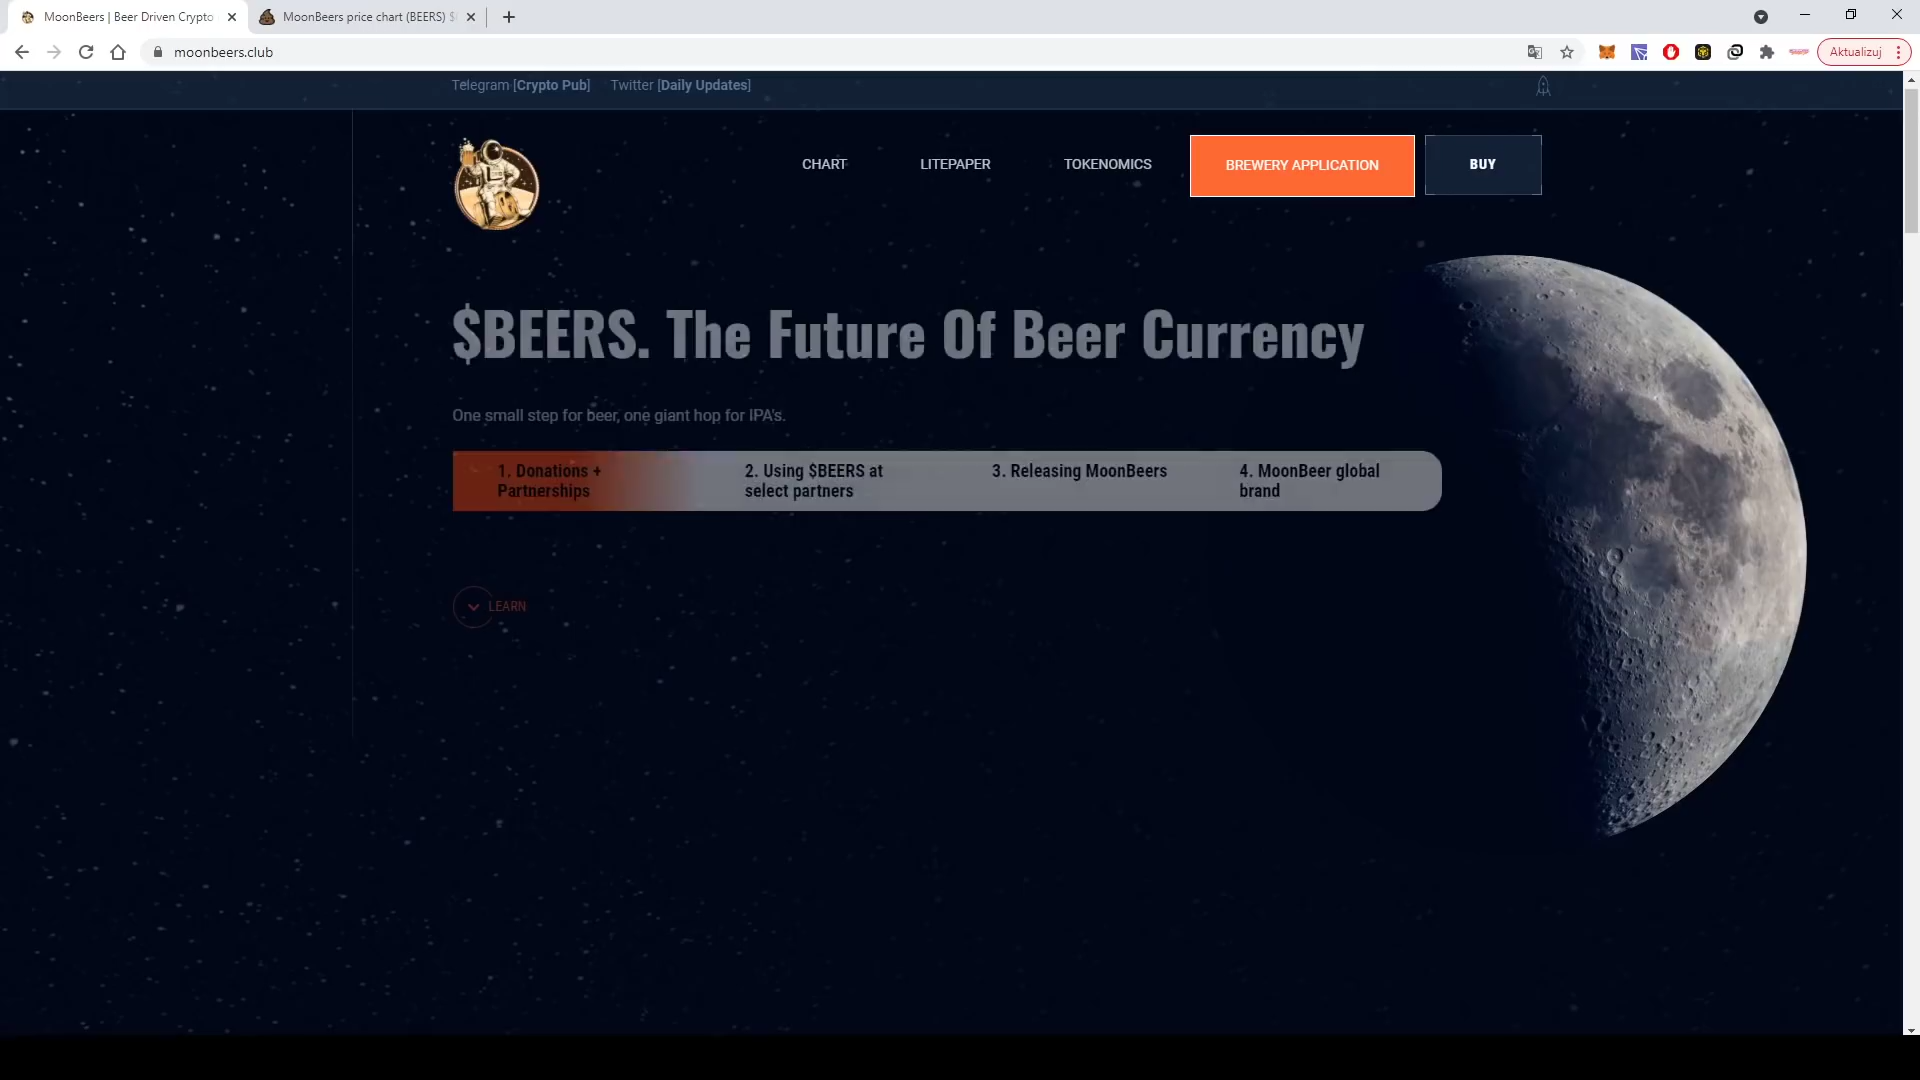 MoonBeers | Beer Driven Crypto
MoonBeers price chart (BEERS) $
moonbeers.club
Aktualizuj
Telegram [Crypto Pub]
Twitter [Daily Updates]
CHART
LITEPAPER
TOKENOMICS
BREWERY APPLICATION
BUY
$BEERS. The Future Of Beer Currency
One small step for beer, one giant hop for IPA's.
1. Donations +
Partnerships
2. Using $BEERS at
select partners
3. Releasing MoonBeers
4. MoonBeer global
brand
LEARN